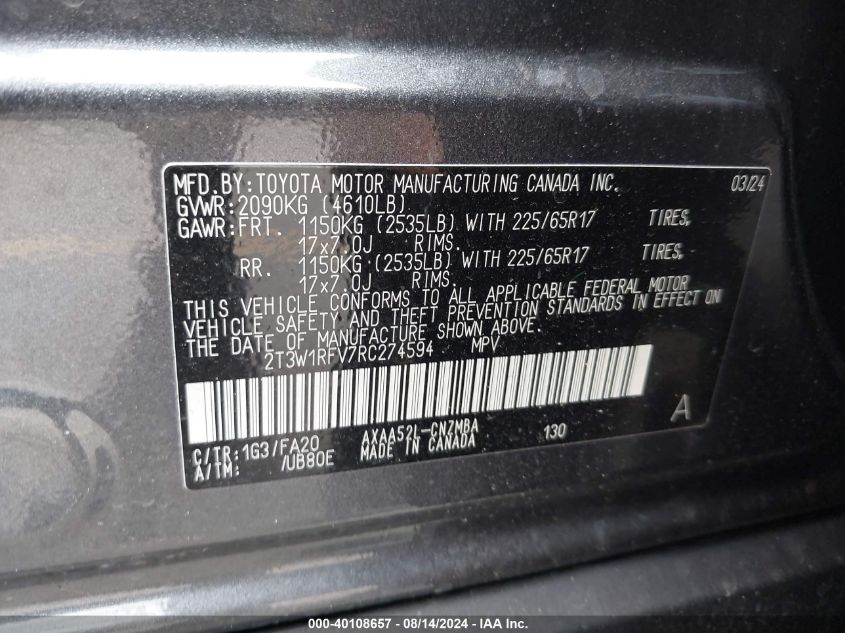 MFD.BY:TOYOTA MOTOR MANUFACTURING CANADA INC. 03/24
GVWR:2090KG (4610LB)
GAWR:FRT. 1150KG (2535LB) WITH 225/65R17 TIRES,
17x7.0J RIMS.
RR. 1150KG (2535LB) WITH 225/65R17 TIRES,
17x7.0J RIMS.
THIS VEHICLE CONFORMS TO ALL APPLICABLE FEDERAL MOTOR
VEHICLE SAFETY AND THEFT PREVENTION STANDARDS IN EFFECT ON
THE DATE OF MANUFACTURE SHOWN ABOVE.
2T3W1RFV7RC274594 MPV
A
C/TR:1G3/FA20 AXAA52L-CNZMBA 130
A/TM: /UB80E MADE IN CANADA
000-40108657 - 08/14/2024 - IAA Inc.